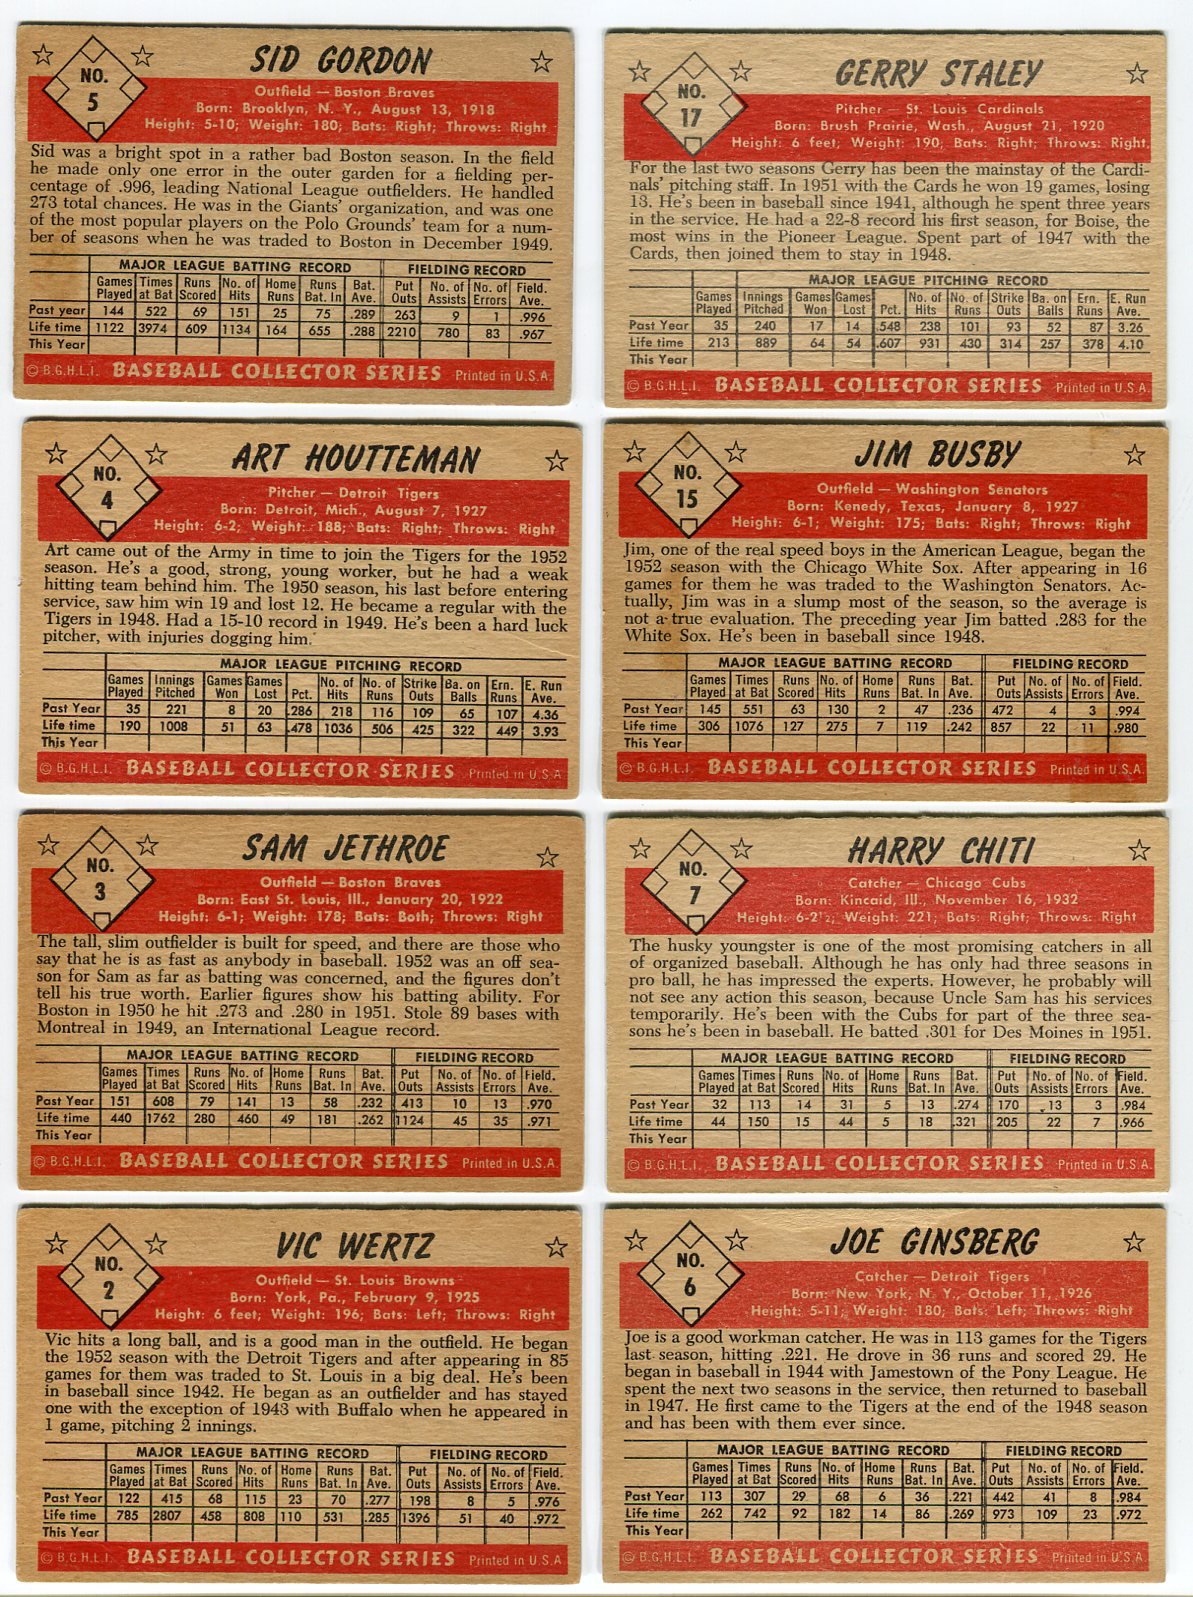 SID GORDON
NO.
5
Outfield — Boston Braves
Born: Brooklyn, N. Y., August 13, 1918
Height: 5-10; Weight: 180; Bats: Right; Throws: Right
Sid was a bright spot in a rather bad Boston season. In the field
he made only one error in the outer garden for a fielding per-
centage of .996, leading National League outfielders. He handled
273 total chances. He was in the Giants' organization, and was one
of the most popular players on the Polo Grounds' team for a num-
ber of seasons when he was traded to Boston in December 1949.
MAJOR LEAGUE BATTING RECORD FIELDING RECORD
Games Played Times at Bat Runs Scored No. of Hits Home Runs Runs Bat. In Bat. Ave. Put Outs No. of Assists No. of Errors Field. Ave.
Past year 144 522 69 151 25 75 .289 263 9 1 .996
Life time 1122 3974 609 1134 164 655 .288 2210 780 83 .967
This Year
© B.G.H.L.I. BASEBALL COLLECTOR SERIES Printed in U.S.A.
GERRY STALEY
NO.
17
Pitcher — St. Louis Cardinals
Born: Brush Prairie, Wash., August 21, 1920
Height: 6 feet; Weight: 190; Bats: Right; Throws: Right
For the last two seasons Gerry has been the mainstay of the Cardi-
nals' pitching staff. In 1951 with the Cards he won 19 games, losing
13. He's been in baseball since 1941, although he spent three years
in the service. He had a 22-8 record his first season, for Boise, the
most wins in the Pioneer League. Spent part of 1947 with the
Cards, then joined them to stay in 1948.
MAJOR LEAGUE PITCHING RECORD
Games Played Innings Pitched Games Won Games Lost Pct. No. of Hits No. of Runs Strike Outs Ba. on Balls Ern. Runs E. Run Ave.
Past Year 35 240 17 14 .548 238 101 93 52 87 3.26
Life time 213 889 64 54 .607 931 430 314 257 378 4.10
This Year
© B.G.H.L.I. BASEBALL COLLECTOR SERIES Printed in U.S.A.
ART HOUTTEMAN
NO.
4
Pitcher — Detroit Tigers
Born: Detroit, Mich., August 7, 1927
Height: 6-2; Weight: 188; Bats: Right; Throws: Right
Art came out of the Army in time to join the Tigers for the 1952
season. He's a good, strong, young worker, but he had a weak
hitting team behind him. The 1950 season, his last before entering
service, saw him win 19 and lost 12. He became a regular with the
Tigers in 1948. Had a 15-10 record in 1949. He's been a hard luck
pitcher, with injuries dogging him.
MAJOR LEAGUE PITCHING RECORD
Games Played Innings Pitched Games Won Games Lost Pct. No. of Hits No. of Runs Strike Outs Ba. on Balls Ern. Runs E. Run Ave.
Past Year 35 221 8 20 .286 218 116 109 65 107 4.36
Life time 190 1008 51 63 .478 1036 506 425 322 449 3.93
This Year
© B.G.H.L.I. BASEBALL COLLECTOR SERIES Printed in U.S.A.
JIM BUSBY
NO.
15
Outfield — Washington Senators
Born: Kenedy, Texas, January 8, 1927
Height: 6-1; Weight: 175; Bats: Right; Throws: Right
Jim, one of the real speed boys in the American League, began the
1952 season with the Chicago White Sox. After appearing in 16
games for them he was traded to the Washington Senators. Ac-
tually, Jim was in a slump most of the season, so the average is
not a true evaluation. The preceding year Jim batted .283 for the
White Sox. He's been in baseball since 1948.
MAJOR LEAGUE BATTING RECORD FIELDING RECORD
Games Played Times at Bat Runs Scored No. of Hits Home Runs Runs Bat. In Bat. Ave. Put Outs No. of Assists No. of Errors Field. Ave.
Past Year 145 551 63 130 2 47 .236 472 4 3 .994
Life time 306 1076 127 275 7 119 .242 857 22 11 .980
This Year
© B.G.H.L.I. BASEBALL COLLECTOR SERIES Printed in U.S.A.
SAM JETHROE
NO.
3
Outfield — Boston Braves
Born: East St. Louis, Ill., January 20, 1922
Height: 6-1; Weight: 178; Bats: Both; Throws: Right
The tall, slim outfielder is built for speed, and there are those who
say that he is as fast as anybody in baseball. 1952 was an off sea-
son for Sam as far as batting was concerned, and the figures don't
tell his true worth. Earlier figures show his batting ability. For
Boston in 1950 he hit .273 and .280 in 1951. Stole 89 bases with
Montreal in 1949, an International League record.
MAJOR LEAGUE BATTING RECORD FIELDING RECORD
Games Played Times at Bat Runs Scored No. of Hits Home Runs Runs Bat. In Bat. Ave. Put Outs No. of Assists No. of Errors Field. Ave.
Past Year 151 608 79 141 13 58 .232 413 10 13 .970
Life time 440 1762 280 460 49 181 .262 1124 45 35 .971
This Year
© B.G.H.L.I. BASEBALL COLLECTOR SERIES Printed in U.S.A.
HARRY CHITI
NO.
7
Catcher — Chicago Cubs
Born: Kincaid, Ill., November 16, 1932
Height: 6-2½; Weight: 221; Bats: Right; Throws: Right
The husky youngster is one of the most promising catchers in all
of organized baseball. Although he has only had three seasons in
pro ball, he has impressed the experts. However, he probably will
not see any action this season, because Uncle Sam has his services
temporarily. He's been with the Cubs for part of the three sea-
sons he's been in baseball. He batted .301 for Des Moines in 1951.
MAJOR LEAGUE BATTING RECORD FIELDING RECORD
Games Played Times at Bat Runs Scored No. of Hits Home Runs Runs Bat. In Bat. Ave. Put Outs No. of Assists No. of Errors Field. Ave.
Past Year 32 113 14 31 5 13 .274 170 13 3 .984
Life time 44 150 15 44 5 18 .321 205 22 7 .966
This Year
© B.G.H.L.I. BASEBALL COLLECTOR SERIES Printed in U.S.A.
VIC WERTZ
NO.
2
Outfield — St. Louis Browns
Born: York, Pa., February 9, 1925
Height: 6 feet; Weight: 196; Bats: Left; Throws: Right
Vic hits a long ball, and is a good man in the outfield. He began
the 1952 season with the Detroit Tigers and after appearing in 85
games for them was traded to St. Louis in a big deal. He's been
in baseball since 1942. He began as an outfielder and has stayed
one with the exception of 1943 with Buffalo when he appeared in
1 game, pitching 2 innings.
MAJOR LEAGUE BATTING RECORD FIELDING RECORD
Games Played Times at Bat Runs Scored No. of Hits Home Runs Runs Bat. In Bat. Ave. Put Outs No. of Assists No. of Errors Field. Ave.
Past Year 122 415 68 115 23 70 .277 198 8 5 .976
Life time 785 2807 458 808 110 531 .285 1396 51 40 .972
This Year
© B.G.H.L.I. BASEBALL COLLECTOR SERIES Printed in U.S.A
JOE GINSBERG
NO.
6
Catcher — Detroit Tigers
Born: New York, N. Y., October 11, 1926
Height: 5-11; Weight: 180; Bats: Left; Throws: Right
Joe is a good workman catcher. He was in 113 games for the Tigers
last season, hitting .221. He drove in 36 runs and scored 29. He
began in baseball in 1944 with Jamestown of the Pony League. He
spent the next two seasons in the service, then returned to baseball
in 1947. He first came to the Tigers at the end of the 1948 season
and has been with them ever since.
MAJOR LEAGUE BATTING RECORD FIELDING RECORD
Games Played Times at Bat Runs Scored No. of Hits Home Runs Runs Bat. In Bat. Ave. Put Outs No. of Assists No. of Errors Field. Ave.
Past Year 113 307 29 68 6 36 .221 442 41 8 .984
Life time 262 742 92 182 14 86 .269 973 109 23 .972
This Year
© B.G.H.L.I. BASEBALL COLLECTOR SERIES Printed in U.S.A